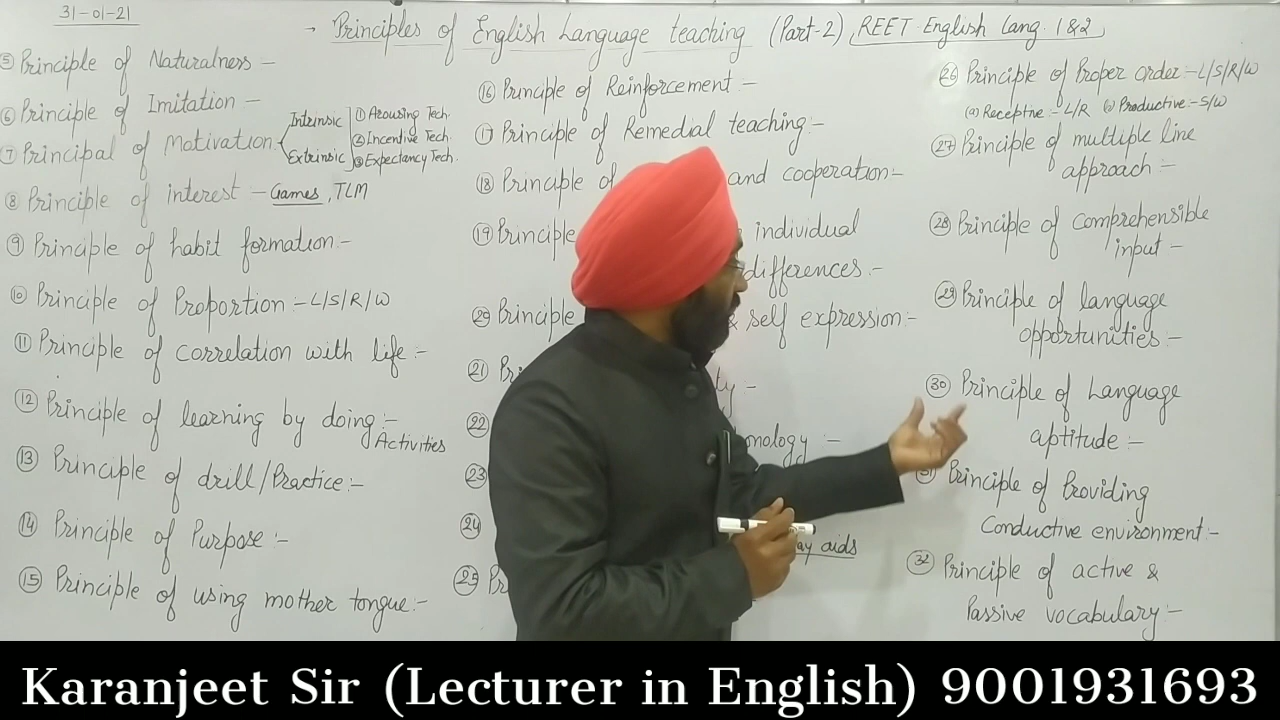 31-01-21
→ Principles of English Language teaching (Part-2), REET English Lang. 1&2
⑤ Principle of Naturalness –
⑥ Principle of Imitation –
⑦ Principal of Motivation
Intrinsic
Extrinsic
① Arousing Tech.
② Incentive Tech.
③ Expectancy Tech.
⑧ Principle of interest – Games, TLM
⑨ Principle of habit formation:-
⑩ Principle of Proportion:- L/S/R/W
⑪ Principle of correlation with life:-
⑫ Principle of learning by doing:-
Activities
⑬ Principle of drill/Practice:-
⑭ Principle of Purpose:-
⑮ Principle of using mother tongue:-
⑯ Principle of Reinforcement –
⑰ Principle of Remedial teaching:-
⑱ Principle of and cooperation:-
⑲ Principle individual
differences:-
⑳ Principle & self expression:-
㉑
㉒
㉓
㉔ aids
㉕
㉖ Principle of Proper order:- L/S/R/W
(a) Receptive:- L/R (b) Productive:- S/W
㉗ Principle of multiple line
approach:-
㉘ Principle of comprehensible
input –
㉙ Principle of language
opportunities:-
㉚ Principle of Language
aptitude:-
Principle of Providing
Conductive environment:-
㉜ Principle of active &
Passive vocabulary:-
Karanjeet Sir (Lecturer in English) 9001931693